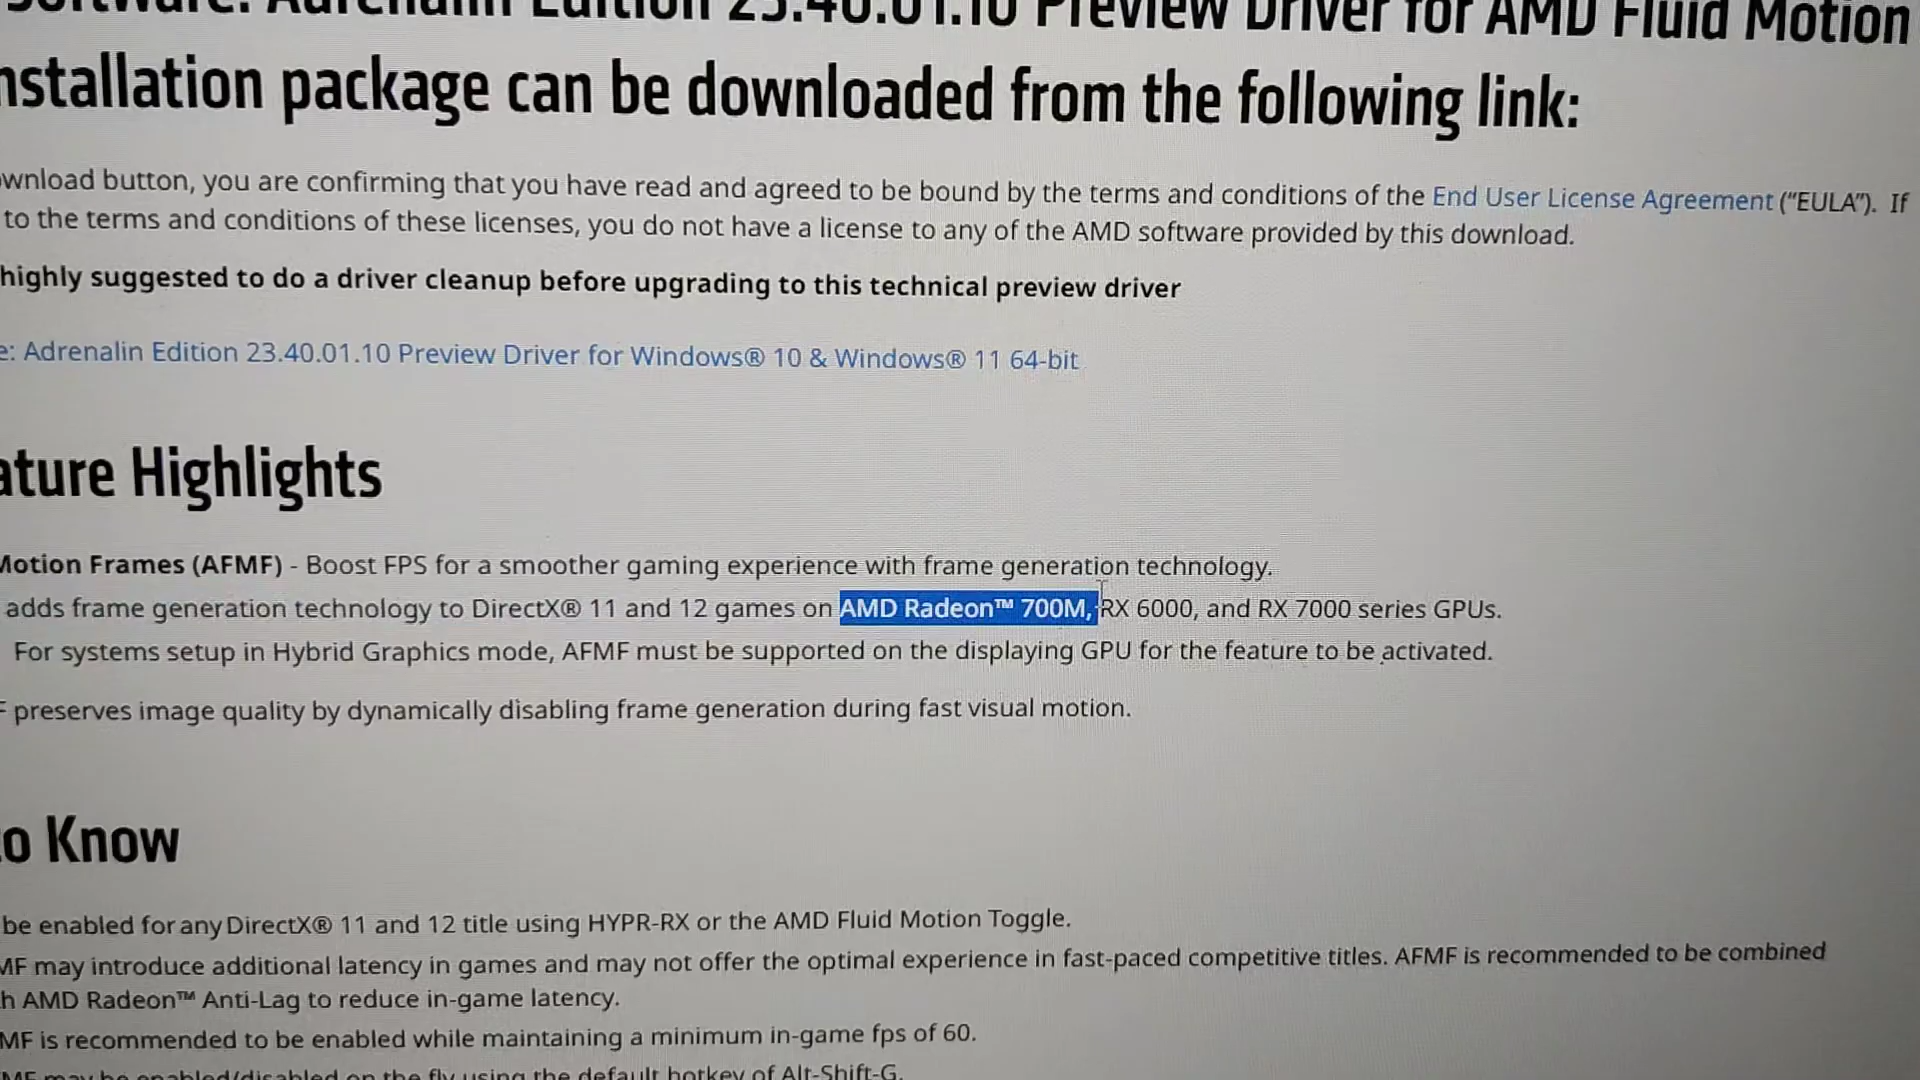 Software: Adrenalin Edition 23.40.01.10 Preview Driver for AMD Fluid Motion
nstallation package can be downloaded from the following link:
wnload button, you are confirming that you have read and agreed to be bound by the terms and conditions of the End User License Agreement (“EULA”). If
to the terms and conditions of these licenses, you do not have a license to any of the AMD software provided by this download.
highly suggested to do a driver cleanup before upgrading to this technical preview driver
e: Adrenalin Edition 23.40.01.10 Preview Driver for Windows® 10 & Windows® 11 64-bit
ature Highlights
Motion Frames (AFMF) - Boost FPS for a smoother gaming experience with frame generation technology.
adds frame generation technology to DirectX® 11 and 12 games on AMD Radeon™ 700M, RX 6000, and RX 7000 series GPUs.
For systems setup in Hybrid Graphics mode, AFMF must be supported on the displaying GPU for the feature to be activated.
F preserves image quality by dynamically disabling frame generation during fast visual motion.
to Know
be enabled for any DirectX® 11 and 12 title using HYPR-RX or the AMD Fluid Motion Toggle.
MF may introduce additional latency in games and may not offer the optimal experience in fast-paced competitive titles. AFMF is recommended to be combined
h AMD Radeon™ Anti-Lag to reduce in-game latency.
MF is recommended to be enabled while maintaining a minimum in-game fps of 60.
MF may be enabled/disabled on the fly using the default hotkey of Alt-Shift-G.